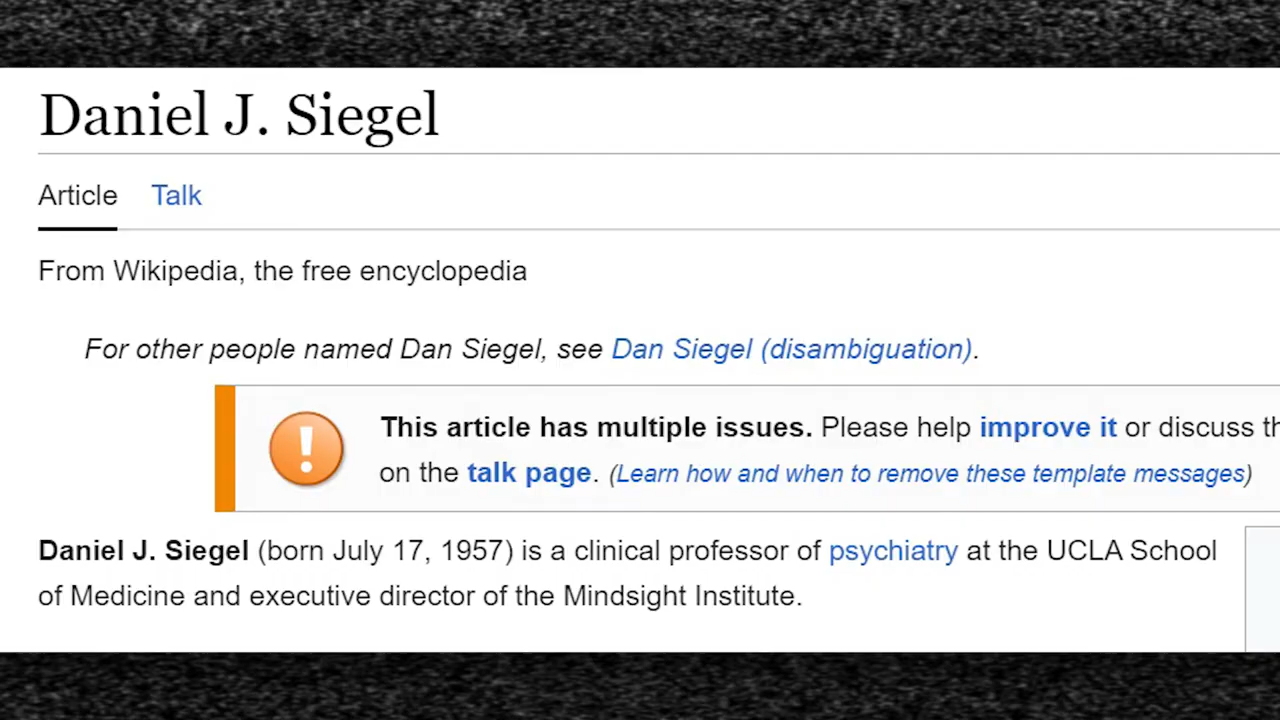 Daniel J. Siegel
Article Talk
From Wikipedia, the free encyclopedia
For other people named Dan Siegel, see Dan Siegel (disambiguation).
This article has multiple issues. Please help improve it or discuss th
on the talk page. (Learn how and when to remove these template messages)
Daniel J. Siegel (born July 17, 1957) is a clinical professor of psychiatry at the UCLA School
of Medicine and executive director of the Mindsight Institute.